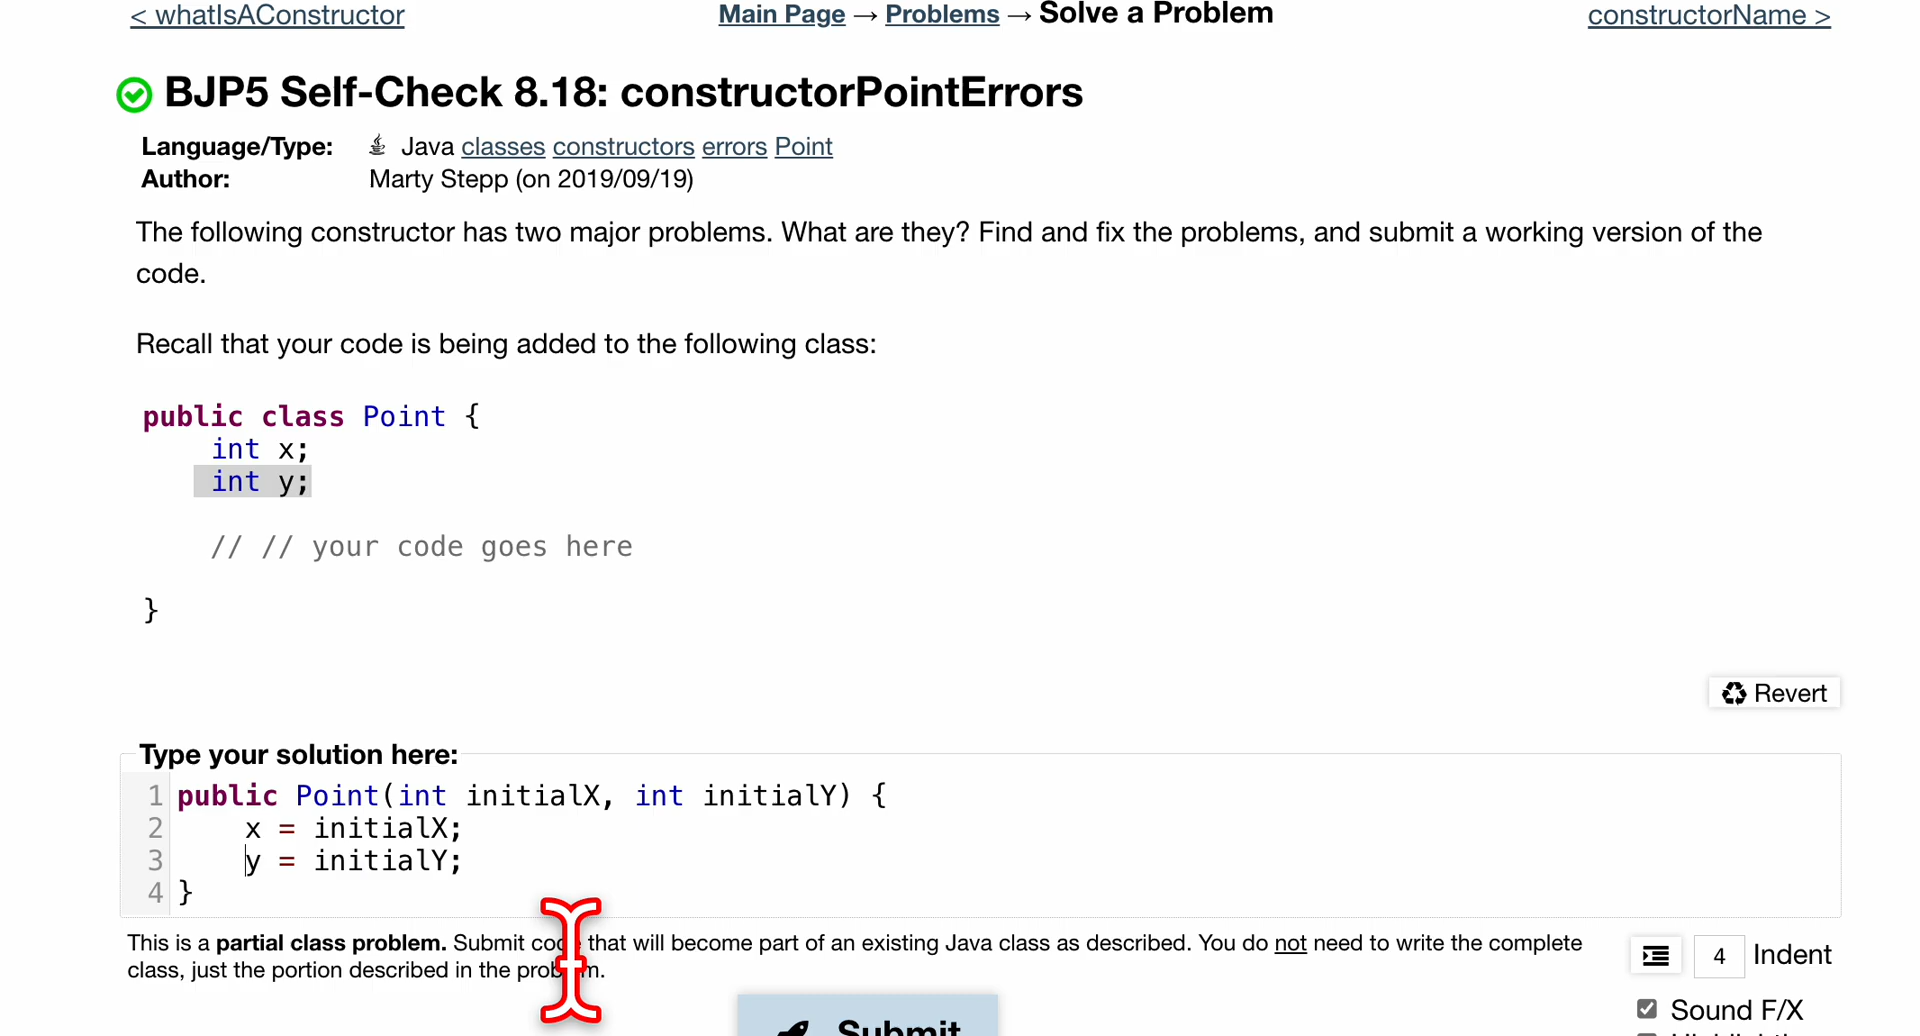 < whatIsAConstructor
Main Page → Problems → Solve a Problem
constructorName >
BJP5 Self-Check 8.18: constructorPointErrors
Language/Type: Java classes constructors errors Point
Author: Marty Stepp (on 2019/09/19)
The following constructor has two major problems. What are they? Find and fix the problems, and submit a working version of the
code.
Recall that your code is being added to the following class:
public class Point {
    int x;
    int y;
    // // your code goes here
}
Revert
Type your solution here:
1 public Point(int initialX, int initialY) {
2     x = initialX;
3     y = initialY;
4 }
This is a partial class problem. Submit code that will become part of an existing Java class as described. You do not need to write the complete
class, just the portion described in the problem.
4 Indent
Submit
Sound F/X